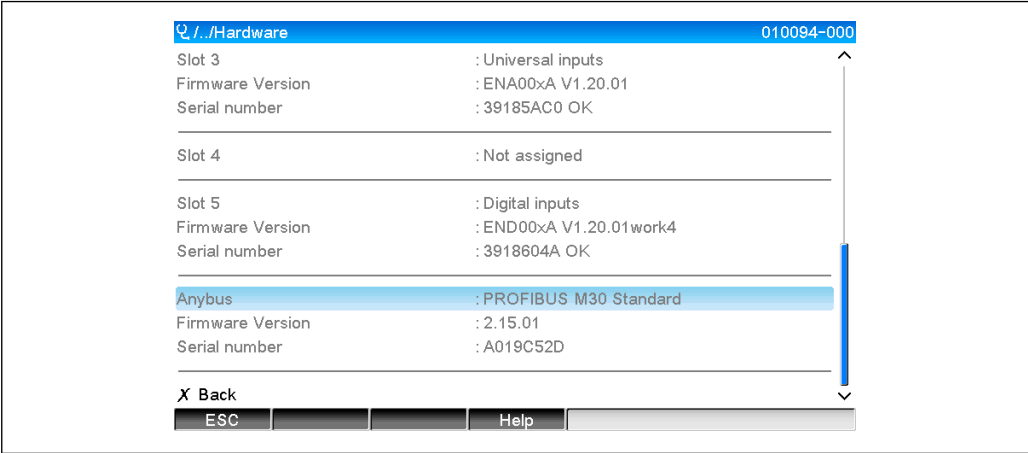 /../Hardware 010094-000
Slot 3 : Universal inputs
Firmware Version : ENA00xA V1.20.01
Serial number : 39185AC0 OK
Slot 4 : Not assigned
Slot 5 : Digital inputs
Firmware Version : END00xA V1.20.01work4
Serial number : 3918604A OK
Anybus : PROFIBUS M30 Standard
Firmware Version : 2.15.01
Serial number : A019C52D
X Back
ESC Help